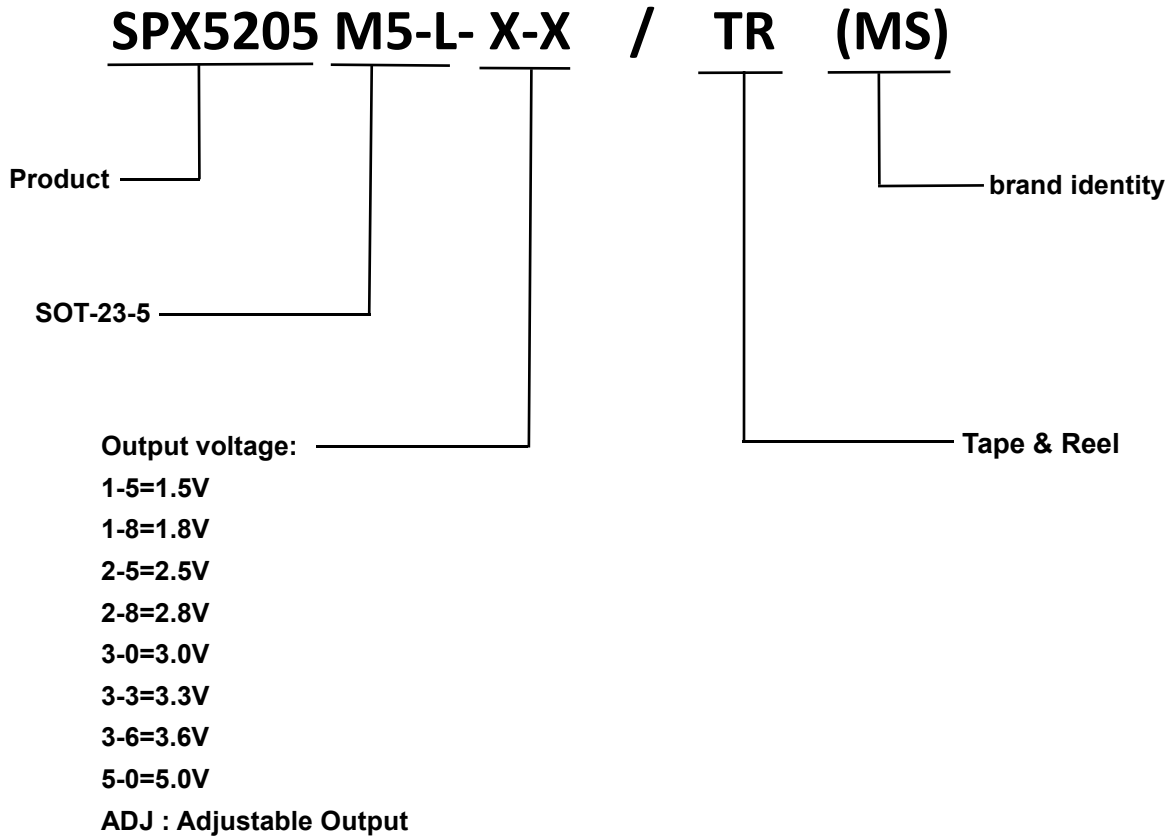 SPX5205 M5-L- X-X / TR (MS)
Product
brand identity
SOT-23-5
Output voltage:
Tape & Reel
1-5=1.5V
1-8=1.8V
2-5=2.5V
2-8=2.8V
3-0=3.0V
3-3=3.3V
3-6=3.6V
5-0=5.0V
ADJ : Adjustable Output